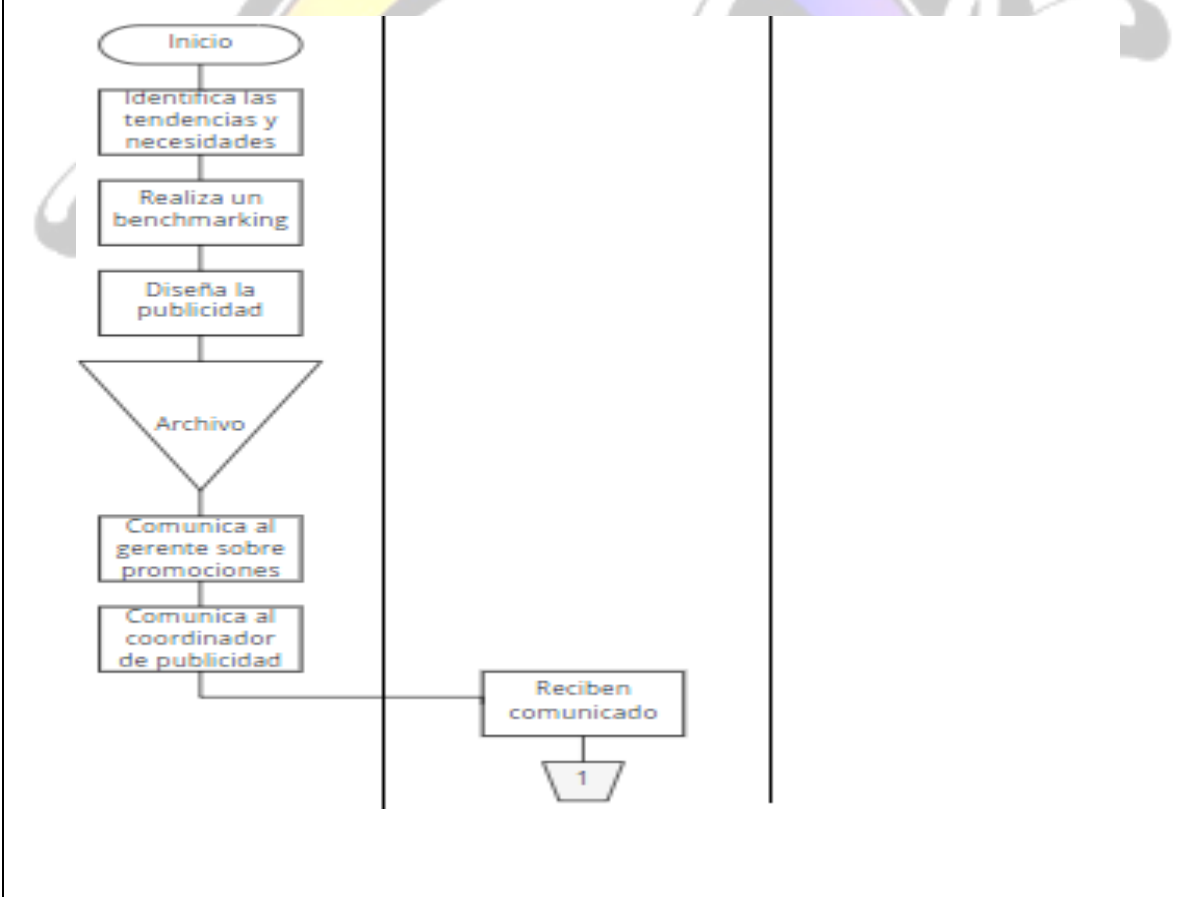 Inicio
Identifica las
tendencias y
necesidades
Realiza un
benchmarking
Diseña la
publicidad
Archivo
Comunica al
gerente sobre
promociones
Comunica al
coordinador
de publicidad
Reciben
comunicado
1